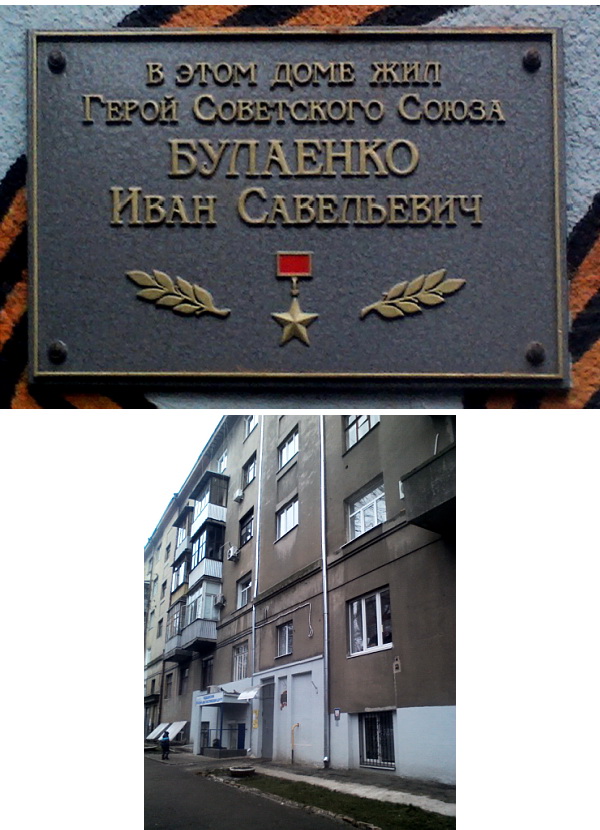 В ЭТОМ ДОМЕ ЖИЛ
ГЕРОЙ СОВЕТСКОГО СОЮЗА
БУЛАЕНКО
ИВАН САВЕЛЬЕВИЧ